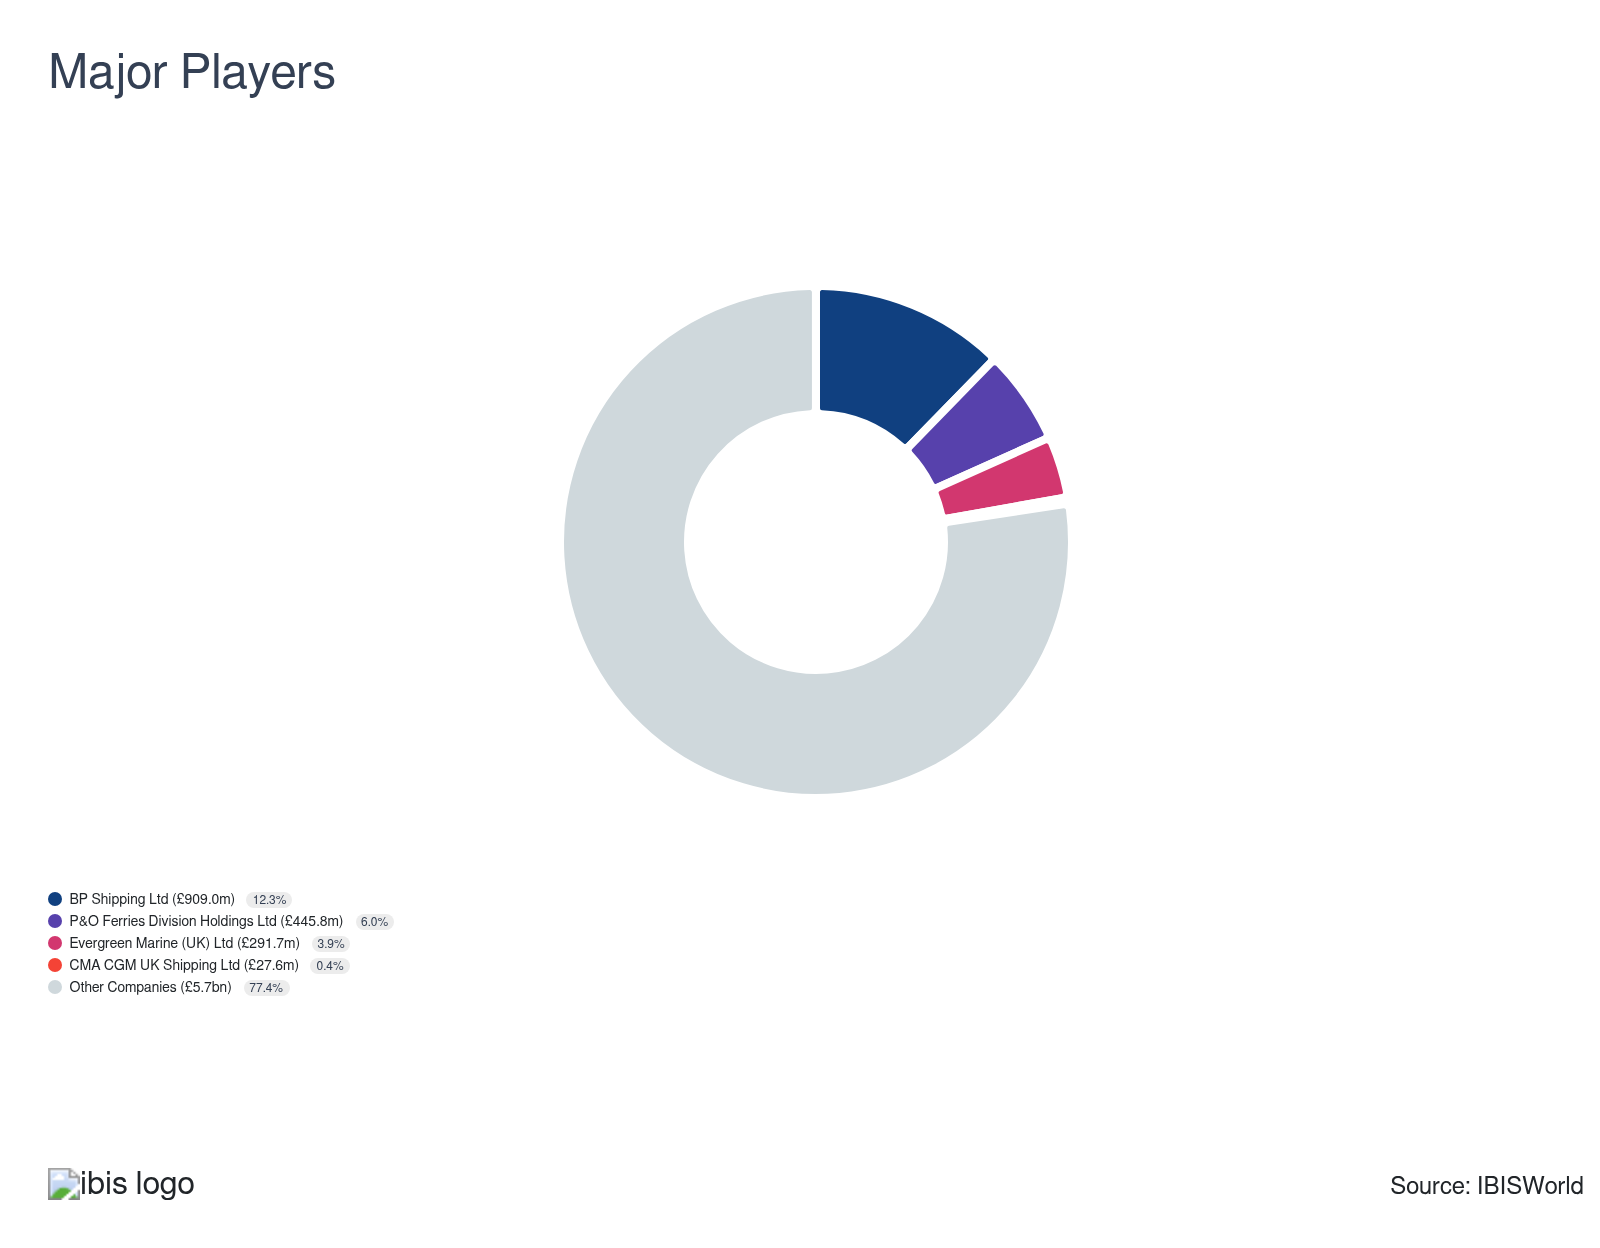 Major Players
BP Shipping Ltd (£909.0m) 12.3%
P&O Ferries Division Holdings Ltd (£445.8m) 6.0%
Evergreen Marine (UK) Ltd (£291.7m) 3.9%
CMA CGM UK Shipping Ltd (£27.6m) 0.4%
Other Companies (£5.7bn) 77.4%
ibis logo
Source: IBISWorld